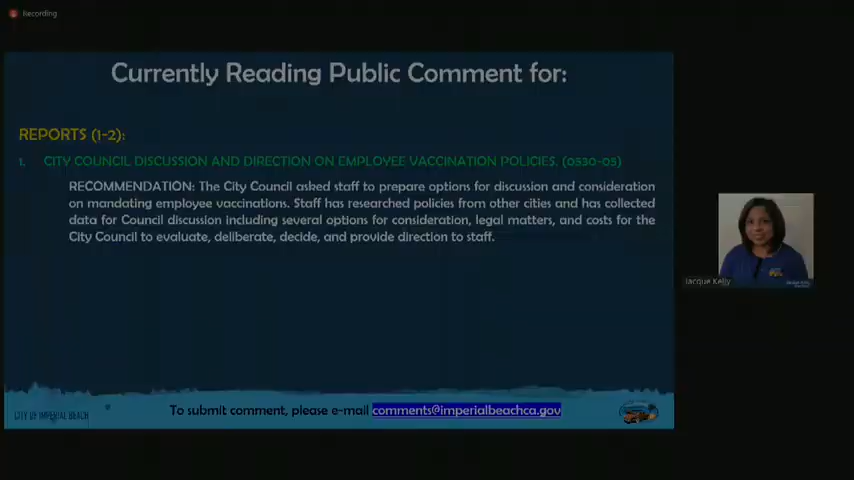 Recording
Currently Reading Public Comment for:
REPORTS (1-2):
1. CITY COUNCIL DISCUSSION AND DIRECTION ON EMPLOYEE VACCINATION POLICIES. (0530-05)
RECOMMENDATION: The City Council asked staff to prepare options for discussion and consideration
on mandating employee vaccinations. Staff has researched policies from other cities and has collected
data for Council discussion including several options for consideration, legal matters, and costs for the
City Council to evaluate, deliberate, decide, and provide direction to staff.
Jacque Kelly
CITY OF IMPERIAL BEACH
To submit comment, please e-mail comments@imperialbeachca.gov